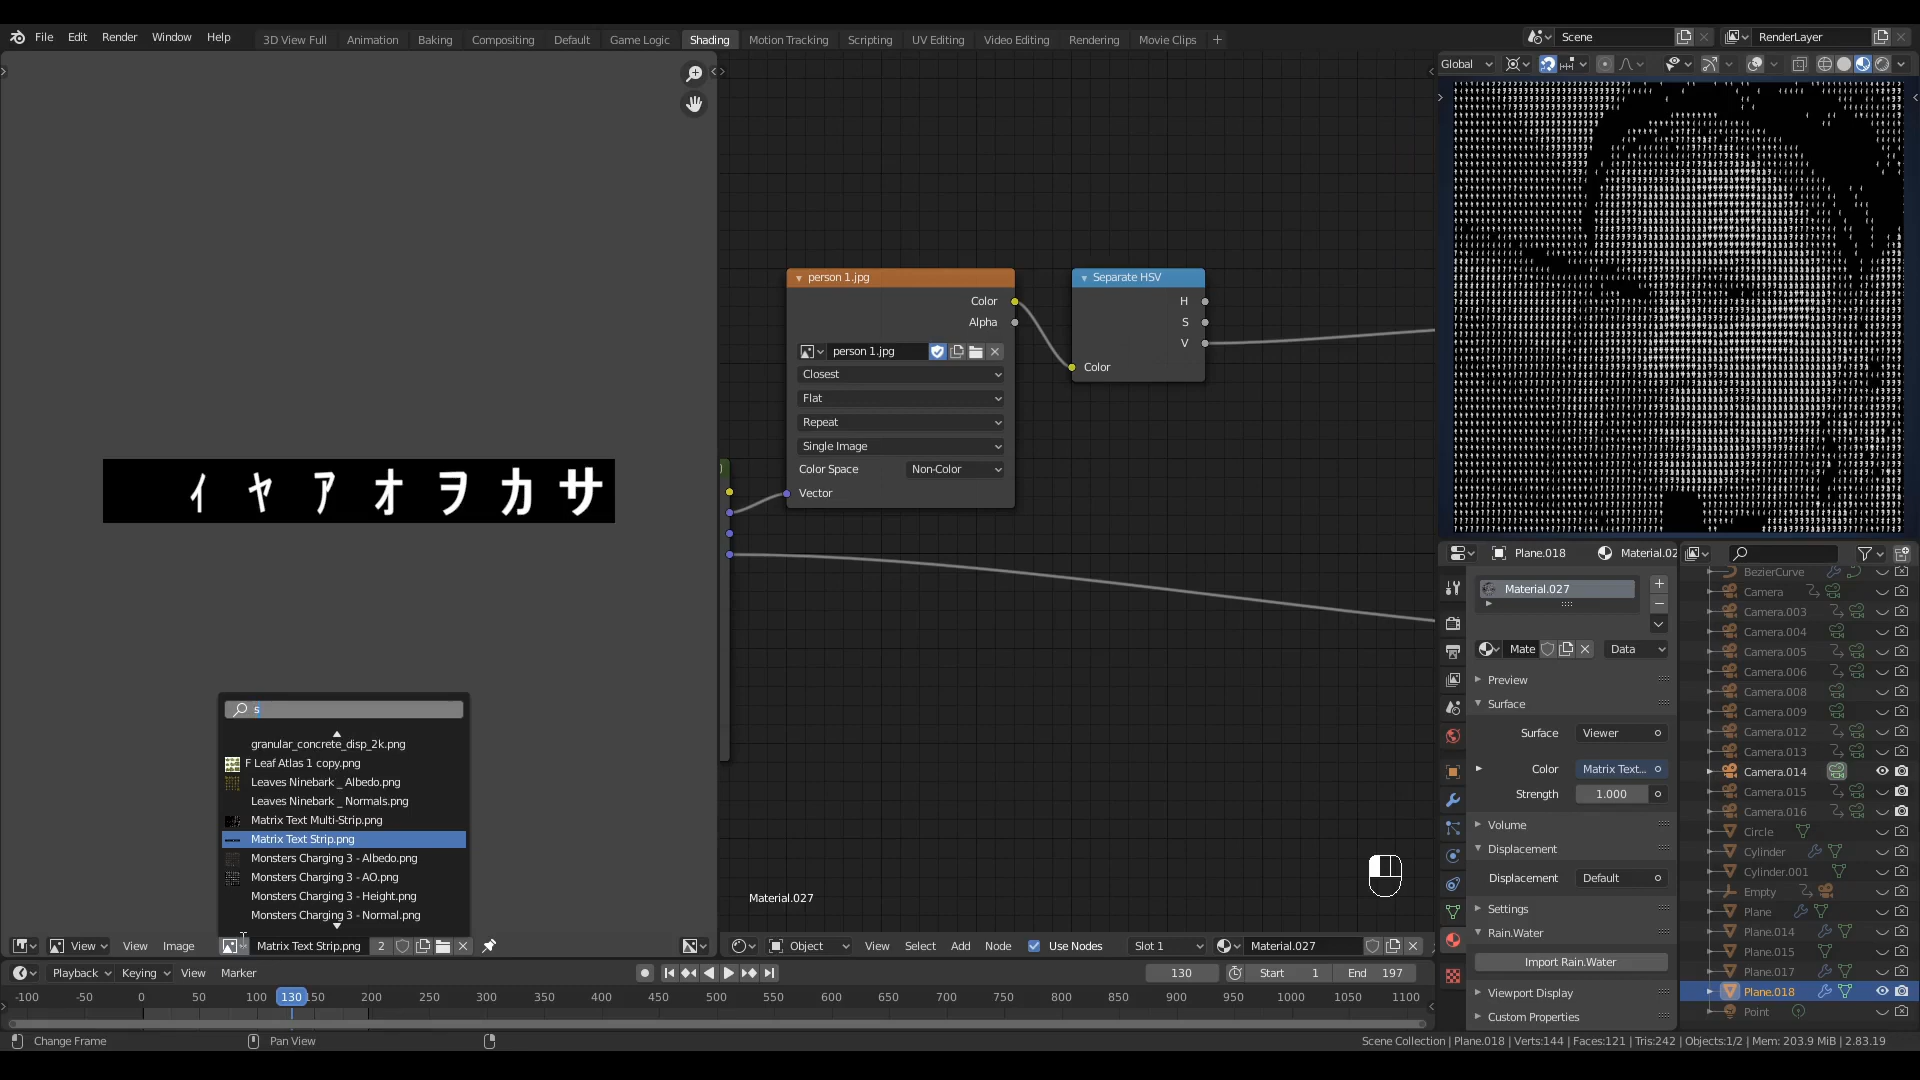 File Edit Render Window Help 3D View Full Animation Baking Compositing Default Game Logic Shading Motion Tracking Scripting UV Editing Video Editing Rendering Movie Clips + Scene RenderLayer
Global
person 1.jpg
Color
Alpha
person 1.jpg
Closest
Flat
Repeat
Single Image
Color Space Non-Color
Vector
Separate HSV
H
S
V
Color
ィャァオヲカサ
s
granular_concrete_disp_2k.png
F Leaf Atlas 1 copy.png
Leaves Ninebark _ Albedo.png
Leaves Ninebark _ Normals.png
Matrix Text Multi-Strip.png
Matrix Text Strip.png
Monsters Charging 3 - Albedo.png
Monsters Charging 3 - AO.png
Monsters Charging 3 - Height.png
Monsters Charging 3 - Normal.png
Material.027
View View Image Matrix Text Strip.png 2
Object View Select Add Node Use Nodes Slot 1 Material.027
Plane.018 Material.02
Material.027
Mate Data
Preview
Surface
Surface Viewer
Color Matrix Text...
Strength 1.000
Volume
Displacement
Displacement Default
Settings
Rain.Water
Import Rain.Water
Viewport Display
Custom Properties
BezierCurve
Camera
Camera.003
Camera.004
Camera.005
Camera.006
Camera.008
Camera.009
Camera.012
Camera.013
Camera.014
Camera.015
Camera.016
Circle
Cylinder
Cylinder.001
Empty
Plane
Plane.014
Plane.015
Plane.017
Plane.018
Point
Playback Keying View Marker 130 Start 1 End 197
-100 -50 0 50 100 130 150 200 250 300 350 400 450 500 550 600 650 700 750 800 850 900 950 1000 1050 1100
Change Frame Pan View Scene Collection | Plane.018 | Verts:144 | Faces:121 | Tris:242 | Objects:1/2 | Mem: 203.9 MiB | 2.83.19